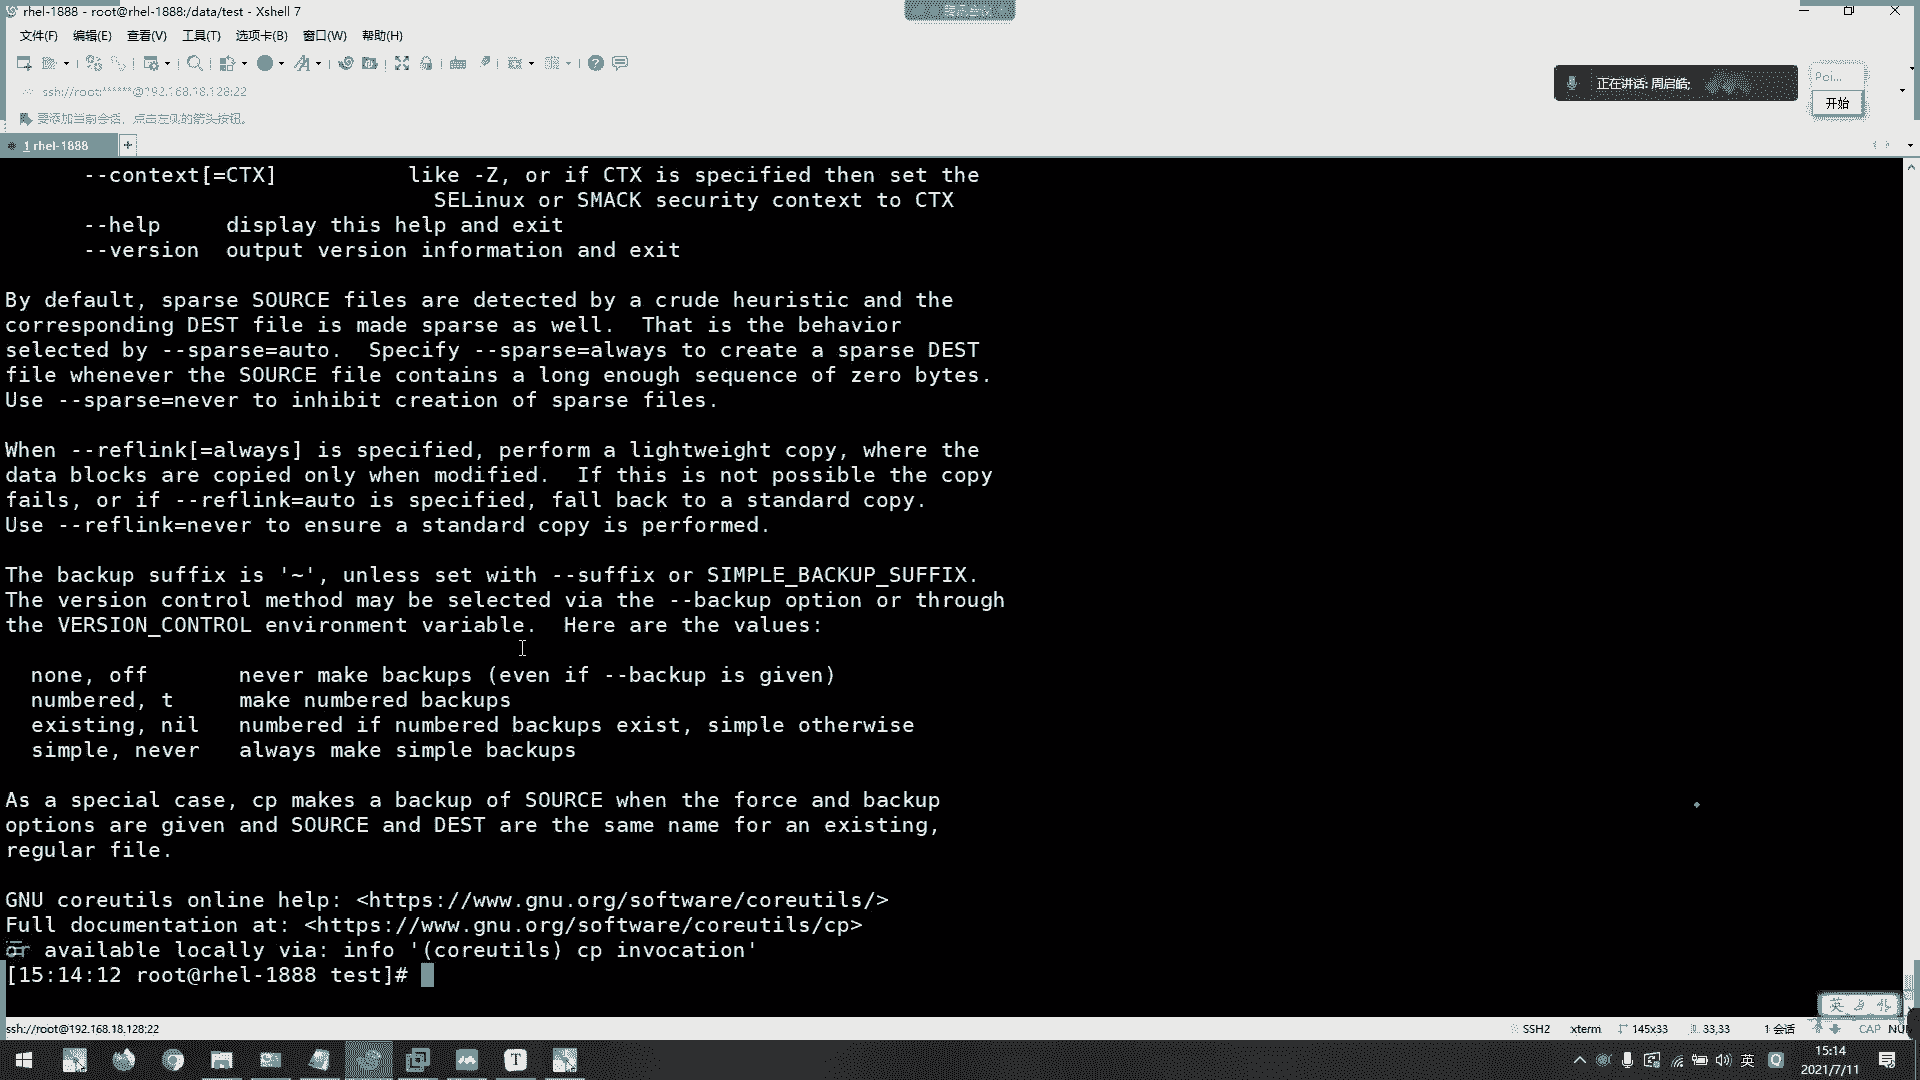 rhel-1888 - root@rhel-1888:/data/test - Xshell 7
文件(F) 编辑(E) 查看(V) 工具(T) 选项卡(B) 窗口(W) 帮助(H)
ssh://root:******@192.168.18.128:22
正在讲话: 周启皓;
Poi...
开始
要添加当前会话，点击左侧的箭头按钮。
1 rhel-1888
--context[=CTX] like -Z, or if CTX is specified then set the
SELinux or SMACK security context to CTX
--help display this help and exit
--version output version information and exit
By default, sparse SOURCE files are detected by a crude heuristic and the
corresponding DEST file is made sparse as well. That is the behavior
selected by --sparse=auto. Specify --sparse=always to create a sparse DEST
file whenever the SOURCE file contains a long enough sequence of zero bytes.
Use --sparse=never to inhibit creation of sparse files.
When --reflink[=always] is specified, perform a lightweight copy, where the
data blocks are copied only when modified. If this is not possible the copy
fails, or if --reflink=auto is specified, fall back to a standard copy.
Use --reflink=never to ensure a standard copy is performed.
The backup suffix is '~', unless set with --suffix or SIMPLE_BACKUP_SUFFIX.
The version control method may be selected via the --backup option or through
the VERSION_CONTROL environment variable. Here are the values:
none, off never make backups (even if --backup is given)
numbered, t make numbered backups
existing, nil numbered if numbered backups exist, simple otherwise
simple, never always make simple backups
As a special case, cp makes a backup of SOURCE when the force and backup
options are given and SOURCE and DEST are the same name for an existing,
regular file.
GNU coreutils online help: <https://www.gnu.org/software/coreutils/>
Full documentation at: <https://www.gnu.org/software/coreutils/cp>
or available locally via: info '(coreutils) cp invocation'
[15:14:12 root@rhel-1888 test]#
英
ssh://root@192.168.18.128:22 SSH2 xterm 145x33 33,33 1 会话 CAP NUM
英 15:14
2021/7/11